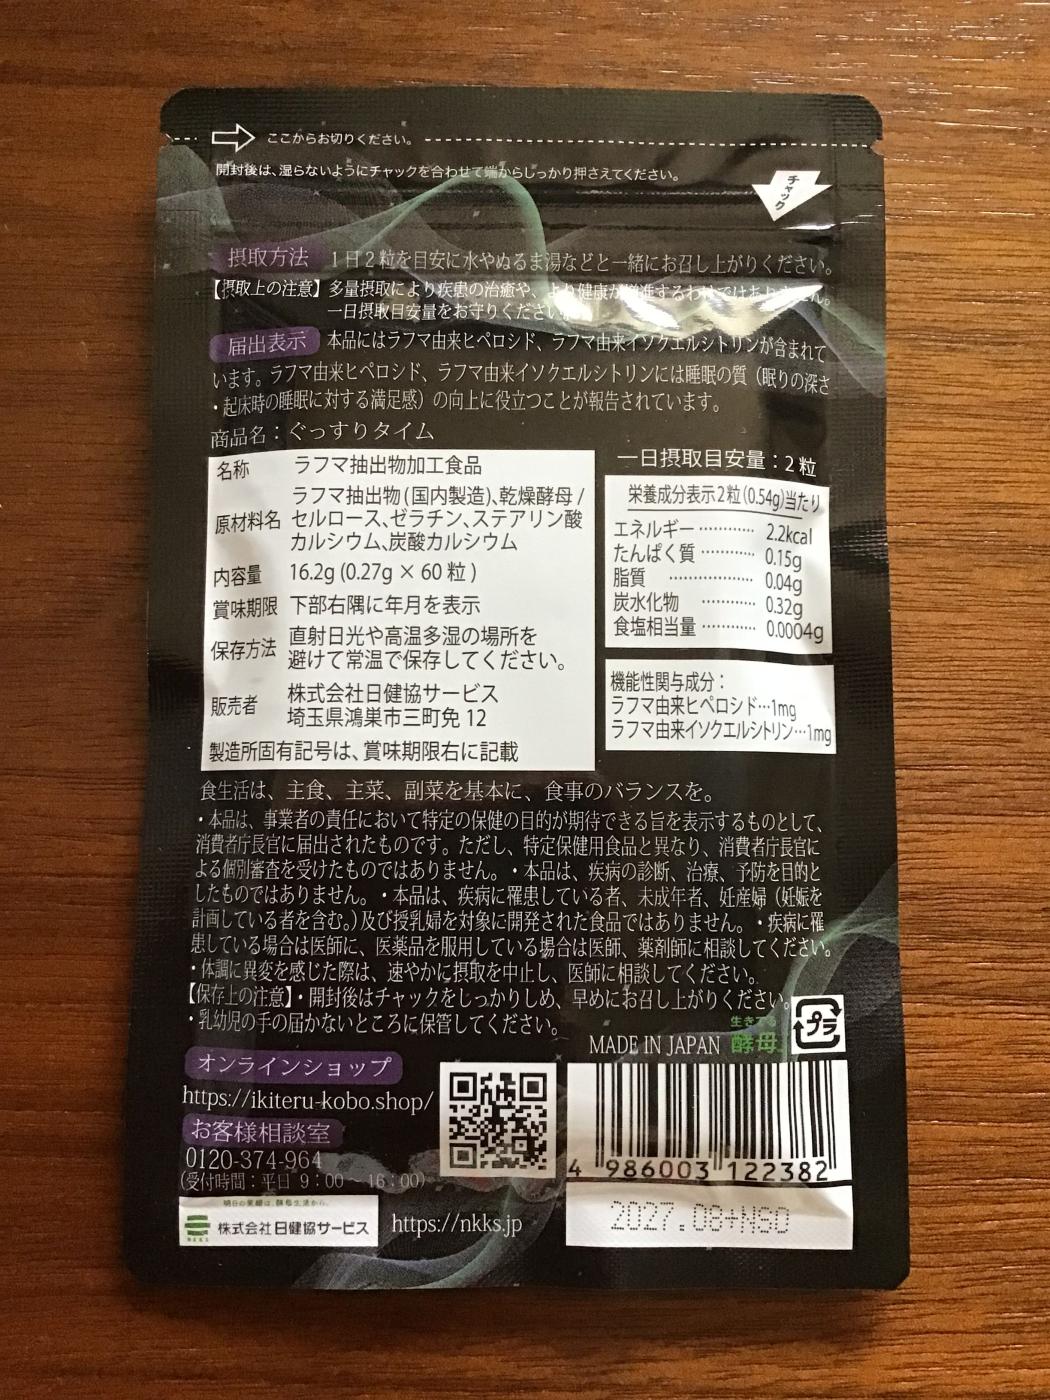 ここからお切りください。
開封後は、湿らないようにチャックを合わせて端からしっかり押さえてください。
チャック
摂取方法 1日2粒を目安に水やぬるま湯などと一緒にお召し上がりください。
【摂取上の注意】多量摂取により疾患の治癒や、より健康が増進するわけではありません。
一日摂取目安量をお守りください。
届出表示 本品にはラフマ由来ヒペロシド、ラフマ由来イソクエルシトリンが含まれて
います。ラフマ由来ヒペロシド、ラフマ由来イソクエルシトリンには睡眠の質（眠りの深さ
・起床時の睡眠に対する満足感）の向上に役立つことが報告されています。
商品名：ぐっすりタイム
名称 ラフマ抽出物加工食品
原材料名 ラフマ抽出物(国内製造)、乾燥酵母/
セルロース、ゼラチン、ステアリン酸
カルシウム、炭酸カルシウム
内容量 16.2g (0.27g × 60粒)
賞味期限 下部右隅に年月を表示
保存方法 直射日光や高温多湿の場所を
避けて常温で保存してください。
販売者 株式会社日健協サービス
埼玉県鴻巣市三町免 12
製造所固有記号は、賞味期限右に記載
一日摂取目安量：2粒
栄養成分表示2粒(0.54g)当たり
エネルギー………… 2.2kcal
たんぱく質………… 0.15g
脂質 ………………… 0.04g
炭水化物 ………… 0.32g
食塩相当量………… 0.0004g
機能性関与成分：
ラフマ由来ヒペロシド…1mg
ラフマ由来イソクエルシトリン…1mg
食生活は、主食、主菜、副菜を基本に、食事のバランスを。
・本品は、事業者の責任において特定の保健の目的が期待できる旨を表示するものとして、
消費者庁長官に届出されたものです。ただし、特定保健用食品と異なり、消費者庁長官に
よる個別審査を受けたものではありません。・本品は、疾病の診断、治療、予防を目的と
したものではありません。・本品は、疾病に罹患している者、未成年者、妊産婦（妊娠を
計画している者を含む。）及び授乳婦を対象に開発された食品ではありません。・疾病に罹
患している場合は医師に、医薬品を服用している場合は医師、薬剤師に相談してください。
・体調に異変を感じた際は、速やかに摂取を中止し、医師に相談してください。
【保存上の注意】・開封後はチャックをしっかりしめ、早めにお召し上がりください。
・乳幼児の手の届かないところに保管してください。
MADE IN JAPAN
生きてる
酵母
プラ
オンラインショップ
https://ikiteru-kobo.shop/
お客様相談室
0120-374-964
（受付時間：平日 9：00 ～ 16：00）
明日の笑顔は、酵母生活から。
株式会社日健協サービス
https://nkks.jp
4 986003 122382
2027.08+NSO